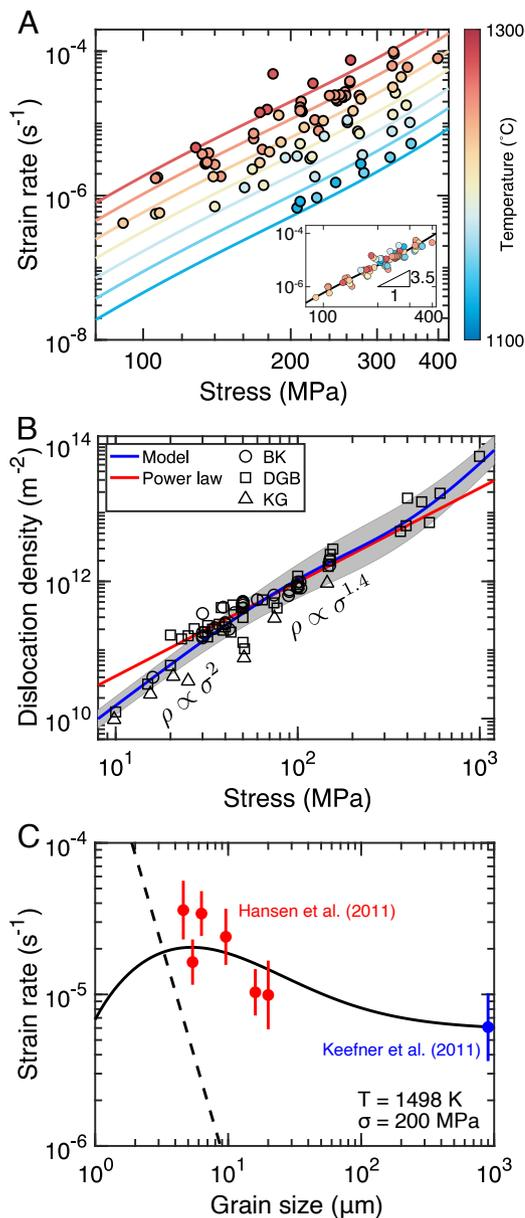 A
10^-4
10^-6
10^-8
Strain rate (s^-1)
100
200
300
400
Stress (MPa)
10^-4
10^-6
100
400
3.5
1
1300
Temperature (°C)
1100
B
10^14
10^12
10^10
Dislocation density (m^-2)
Model
Power law
BK
DGB
KG
ρ ∝ σ^1.4
ρ ∝ σ^2
10^1
10^2
10^3
Stress (MPa)
C
10^-4
10^-5
10^-6
Strain rate (s^-1)
Hansen et al. (2011)
Keefner et al. (2011)
T = 1498 K
σ = 200 MPa
10^0
10^1
10^2
10^3
Grain size (μm)